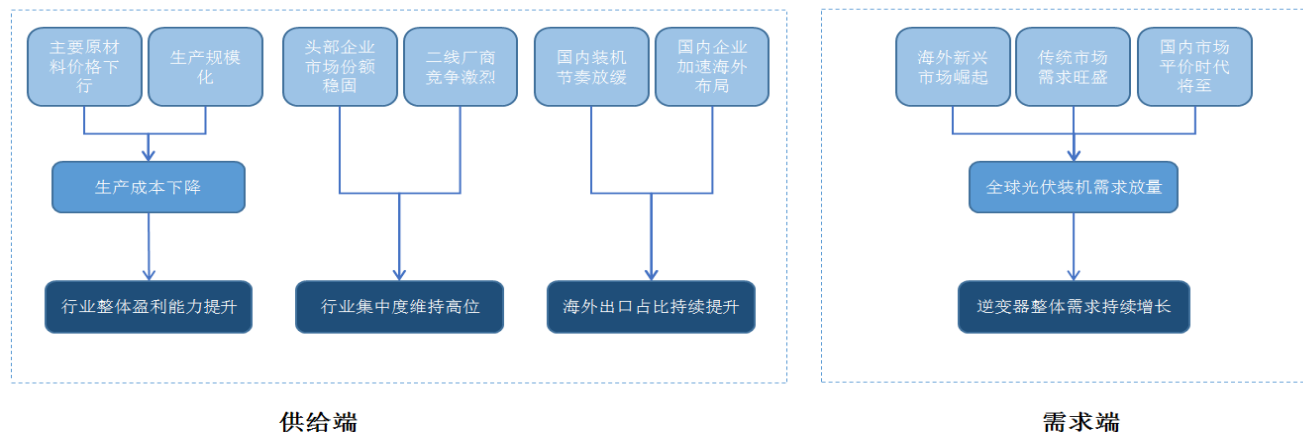 主要原材
料价格下
行
生产规模
化
头部企业
市场份额
稳固
二线厂商
竞争激烈
国内装机
节奏放缓
国内企业
加速海外
布局
生产成本下降
行业整体盈利能力提升
行业集中度维持高位
海外出口占比持续提升
供给端
海外新兴
市场崛起
传统市场
需求旺盛
国内市场
平价时代
将至
全球光伏装机需求放量
逆变器整体需求持续增长
需求端